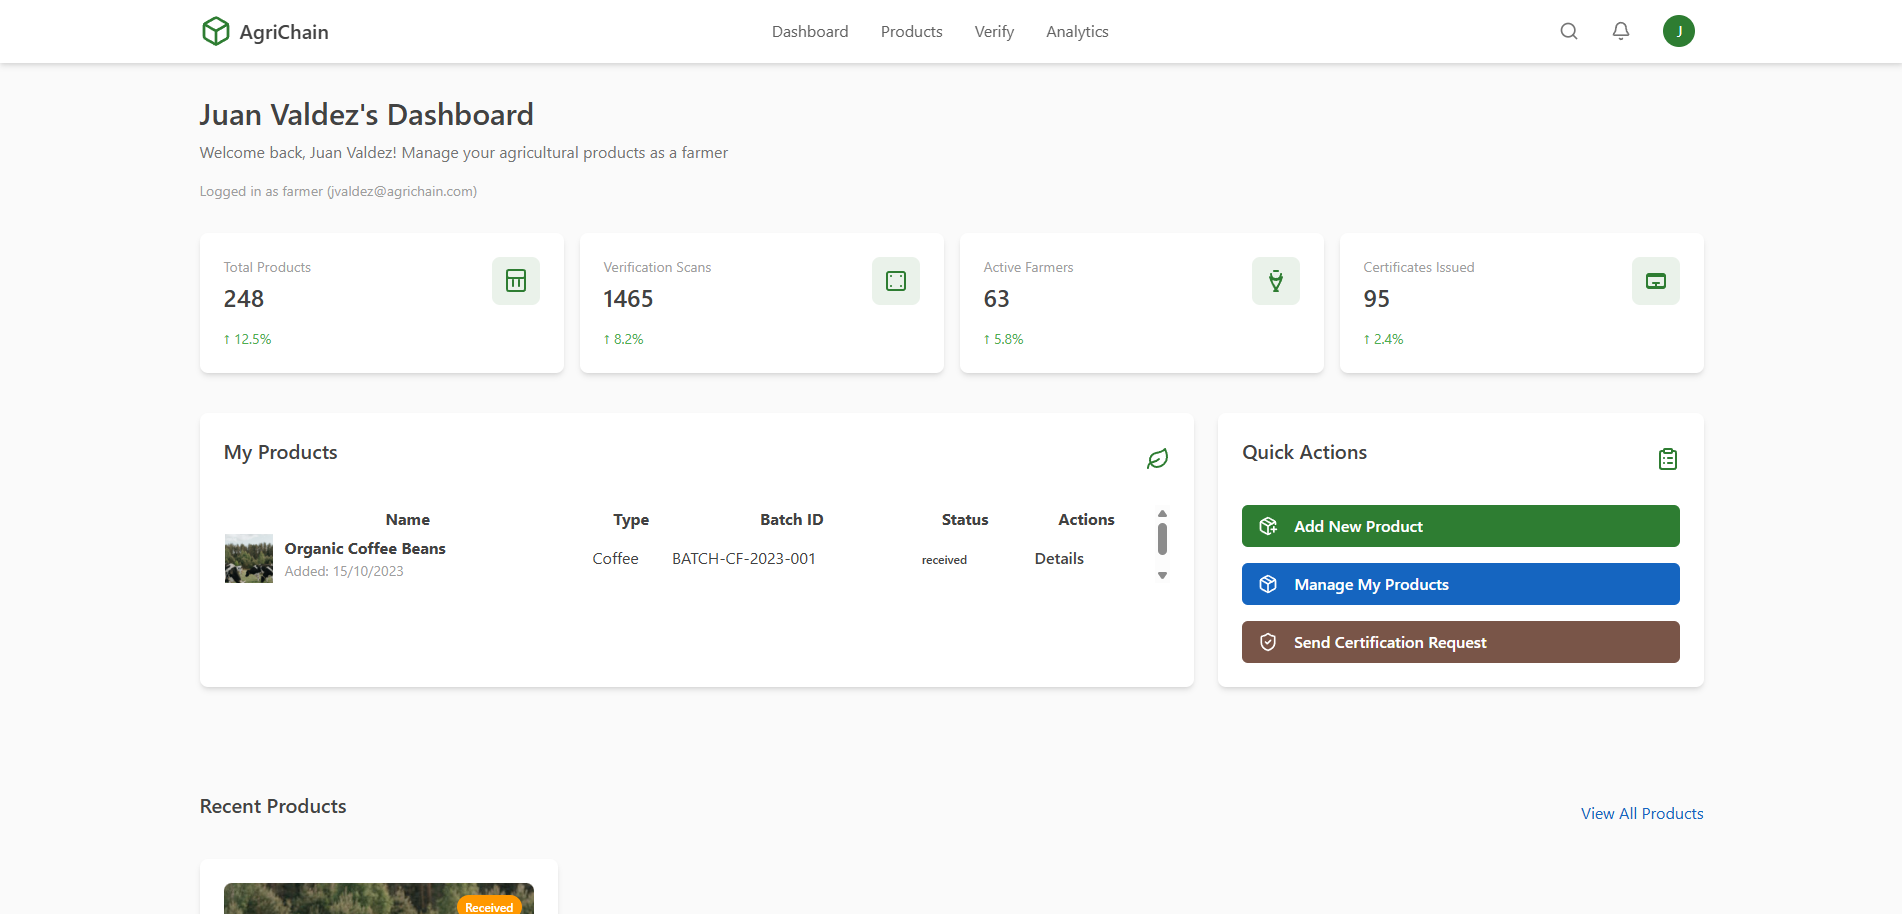 AgriChain
Dashboard
Products
Verify
Analytics
J
Juan Valdez's Dashboard
Welcome back, Juan Valdez! Manage your agricultural products as a farmer
Logged in as farmer (jvaldez@agrichain.com)
Total Products
248
↑ 12.5%
Verification Scans
1465
↑ 8.2%
Active Farmers
63
↑ 5.8%
Certificates Issued
95
↑ 2.4%
My Products
Name Type Batch ID Status Actions
Organic Coffee Beans
Added: 15/10/2023
Coffee BATCH-CF-2023-001 received Details
Quick Actions
Add New Product
Manage My Products
Send Certification Request
Recent Products
View All Products
Received